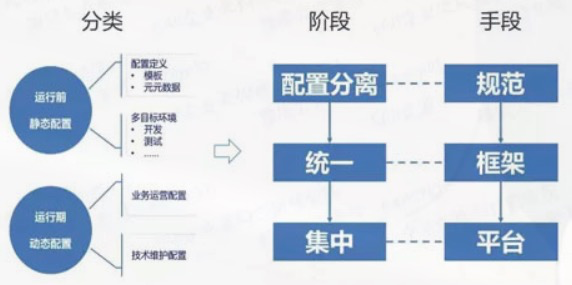 分类
阶段
手段
运行前
静态配置
配置定义
• 模板
• 元元数据
多目标环境
• 开发
• 测试
• ......
运行期
动态配置
业务运营配置
技术维护配置
配置分离
规范
统一
框架
集中
平台